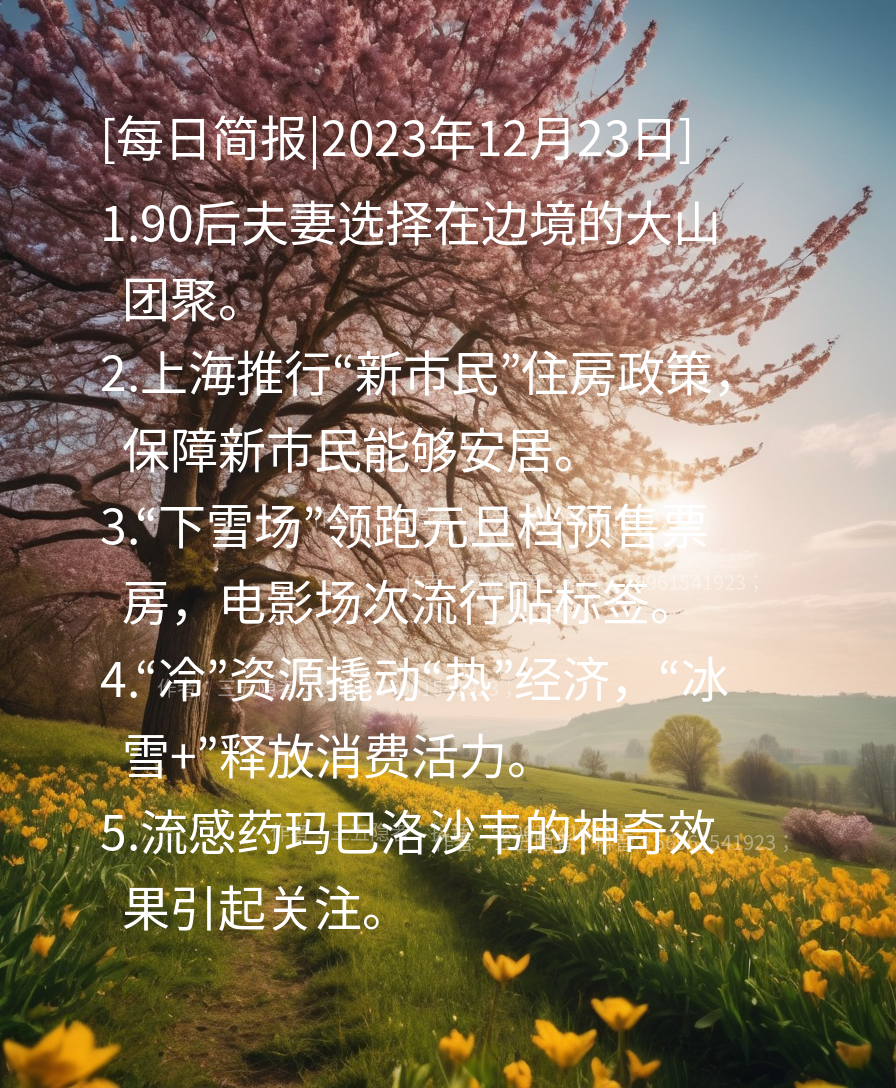 [每日简报|2023年12月23日]
1.90后夫妻选择在边境的大山
团聚。
2.上海推行“新市民”住房政策，
保障新市民能够安居。
3.“下雪场”领跑元旦档预售票
房，电影场次流行贴标签。
4.“冷”资源撬动“热”经济，“冰
雪+”释放消费活力。
5.流感药玛巴洛沙韦的神奇效
果引起关注。